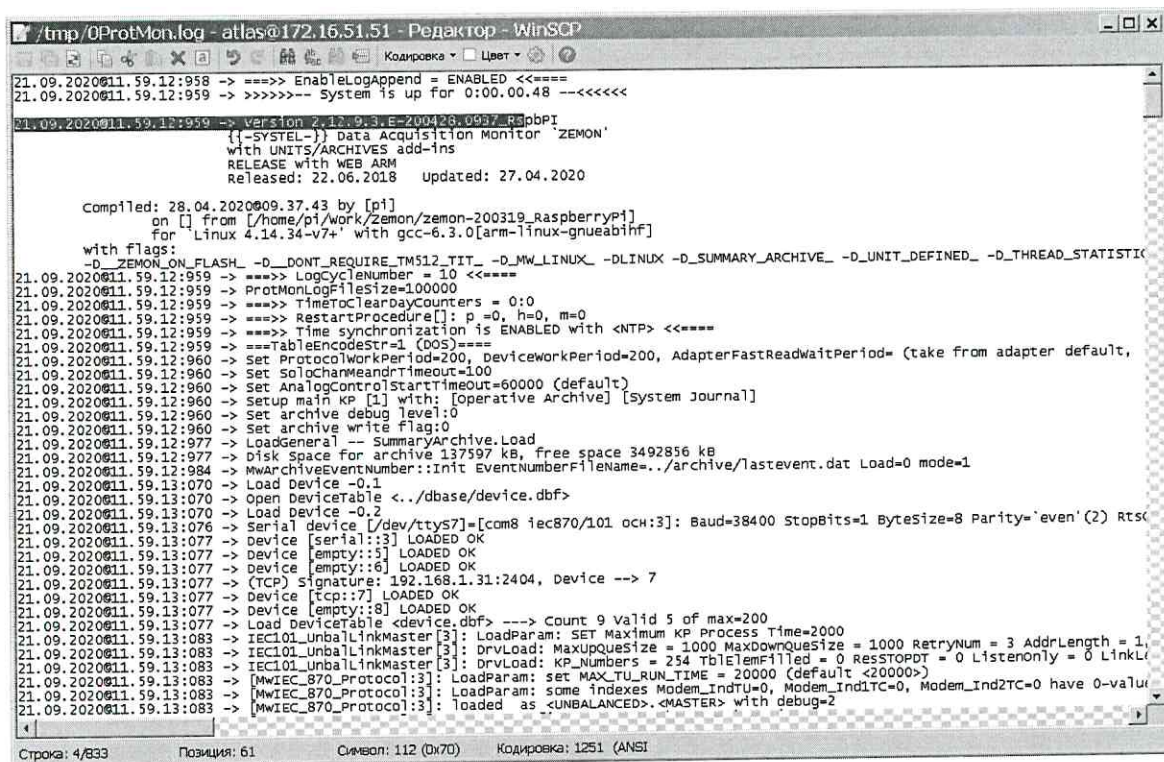 /tmp/0ProtMon.log - atlas@172.16.51.51 - Редактор - WinSCP
Кодировка Цвет
21.09.2020@11.59.12:958 -> ===>> EnableLogAppend = ENABLED <<====
21.09.2020@11.59.12:959 -> >>>>>>-- System is up for 0:00.00.48 --<<<<<<
21.09.2020@11.59.12:959 -> Version 2.12.9.3.E-200428.0937_RspbPI
{{-SYSTEL-}} Data Acquisition Monitor `ZEMON`
with UNITS/ARCHIVES add-ins
RELEASE with WEB ARM
Released: 22.06.2018 Updated: 27.04.2020
Compiled: 28.04.2020@09.37.43 by [pi]
on [] from [/home/pi/work/zemon/zemon-200319_RaspberryPi]
for `Linux 4.14.34-v7+' with gcc-6.3.0[arm-linux-gnueabihf]
with flags:
-D__ZEMON_ON_FLASH_ -D__DONT_REQUIRE_TM512_TIT_ -D_MW_LINUX_ -DLINUX -D_SUMMARY_ARCHIVE_ -D_UNIT_DEFINED_ -D_THREAD_STATISTIC
21.09.2020@11.59.12:959 -> ===>> LogCycleNumber = 10 <<====
21.09.2020@11.59.12:959 -> ProtMonLogFileSize=100000
21.09.2020@11.59.12:959 -> ===>> TimeToClearDayCounters = 0:0
21.09.2020@11.59.12:959 -> ===>> RestartProcedure[]: p =0, h=0, m=0
21.09.2020@11.59.12:959 -> ===>> Time synchronization is ENABLED with <NTP> <<====
21.09.2020@11.59.12:959 -> ===TableEncodeStr=1 (DOS)====
21.09.2020@11.59.12:960 -> Set ProtocolWorkPeriod=200, DeviceWorkPeriod=200, AdapterFastReadWaitPeriod= (take from adapter default,
21.09.2020@11.59.12:960 -> Set SoloChanMeandrTimeout=100
21.09.2020@11.59.12:960 -> Set AnalogControlStartTimeOut=60000 (default)
21.09.2020@11.59.12:960 -> Setup main KP [1] with: [Operative Archive] [System Journal]
21.09.2020@11.59.12:960 -> Set archive debug level:0
21.09.2020@11.59.12:960 -> Set archive write flag:0
21.09.2020@11.59.12:977 -> LoadGeneral -- SummaryArchive.Load
21.09.2020@11.59.12:977 -> Disk Space for archive 137597 kB, free space 3492856 kB
21.09.2020@11.59.12:984 -> MwArchiveEventNumber::Init EventNumberFileName=../archive/lastevent.dat Load=0 mode=1
21.09.2020@11.59.13:070 -> Load Device -0.1
21.09.2020@11.59.13:070 -> Open DeviceTable <../dbase/device.dbf>
21.09.2020@11.59.13:070 -> Load Device -0.2
21.09.2020@11.59.13:076 -> Serial device [/dev/ttyS7]=[com8 iec870/101 осн:3]: Baud=38400 StopBits=1 ByteSize=8 Parity=`even'(2) Rts
21.09.2020@11.59.13:077 -> Device [serial::3] LOADED OK
21.09.2020@11.59.13:077 -> Device [empty::5] LOADED OK
21.09.2020@11.59.13:077 -> Device [empty::6] LOADED OK
21.09.2020@11.59.13:077 -> (TCP) Signature: 192.168.1.31:2404, Device --> 7
21.09.2020@11.59.13:077 -> Device [tcp::7] LOADED OK
21.09.2020@11.59.13:077 -> Device [empty::8] LOADED OK
21.09.2020@11.59.13:077 -> Load DeviceTable <device.dbf> ---> Count 9 Valid 5 of max=200
21.09.2020@11.59.13:083 -> IEC101_UnbalLinkMaster[3]: LoadParam: SET Maximum KP Process Time=2000
21.09.2020@11.59.13:083 -> IEC101_UnbalLinkMaster[3]: DrvLoad: MaxUpQueSize = 1000 MaxDownQueSize = 1000 RetryNum = 3 AddrLength = 1,
21.09.2020@11.59.13:083 -> IEC101_UnbalLinkMaster[3]: DrvLoad: KP_Numbers = 254 TblElemFilled = 0 ResSTOPDT = 0 ListenOnly = 0 LinkLe
21.09.2020@11.59.13:083 -> [MwIEC_870_Protocol:3]: LoadParam: set MAX_TU_RUN_TIME = 20000 (default <20000>)
21.09.2020@11.59.13:083 -> [MwIEC_870_Protocol:3]: LoadParam: some indexes Modem_IndTU=0, Modem_Ind1TC=0, Modem_Ind2TC=0 have 0-value
21.09.2020@11.59.13:083 -> [MwIEC_870_Protocol:3]: loaded as <UNBALANCED>.<MASTER> with debug=2
Строка: 4/833 Позиция: 61 Символ: 112 (0x70) Кодировка: 1251 (ANSI